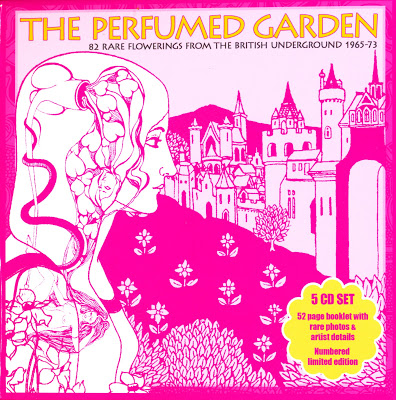 THE PERFUMED GARDEN
82 RARE FLOWERINGS FROM THE BRITISH UNDERGROUND 1965-73
5 CD SET
52 page booklet with
rare photos &
artist details
Numbered
limited edition